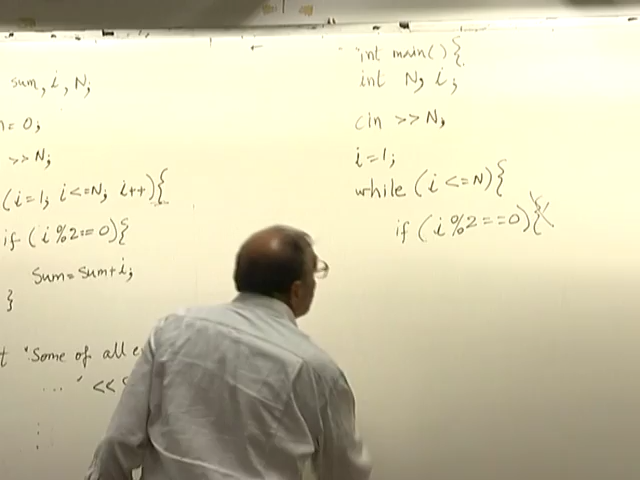 sum, i, N;
= 0;
>> N;
(i=1; i<=N; i++){
if (i%2==0){
Sum=sum+i;
}
"Some of all
... " <<
int main(){
int N, i;
cin >> N;
i=1;
while (i<=N){
if (i%2==0){